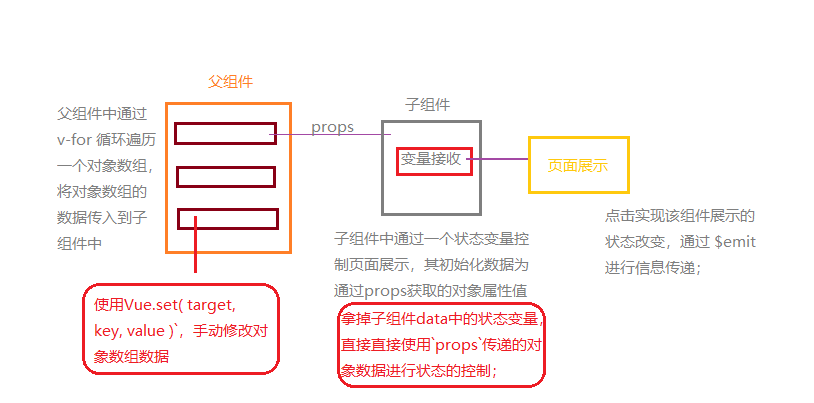 父组件
子组件
父组件中通过
v-for 循环遍历
一个对象数组,
将对象数组的
数据传入到子
组件中
props
变量接收
页面展示
点击实现该组件展示的
状态改变，通过 $emit
进行信息传递；
子组件中通过一个状态变量控
制页面展示，其初始化数据为
通过props获取的对象属性值
使用Vue.set( target,
key, value )`，手动修改对
象数组数据
拿掉子组件data中的状态变量，
直接直接使用`props`传递的对
象数据进行状态的控制；